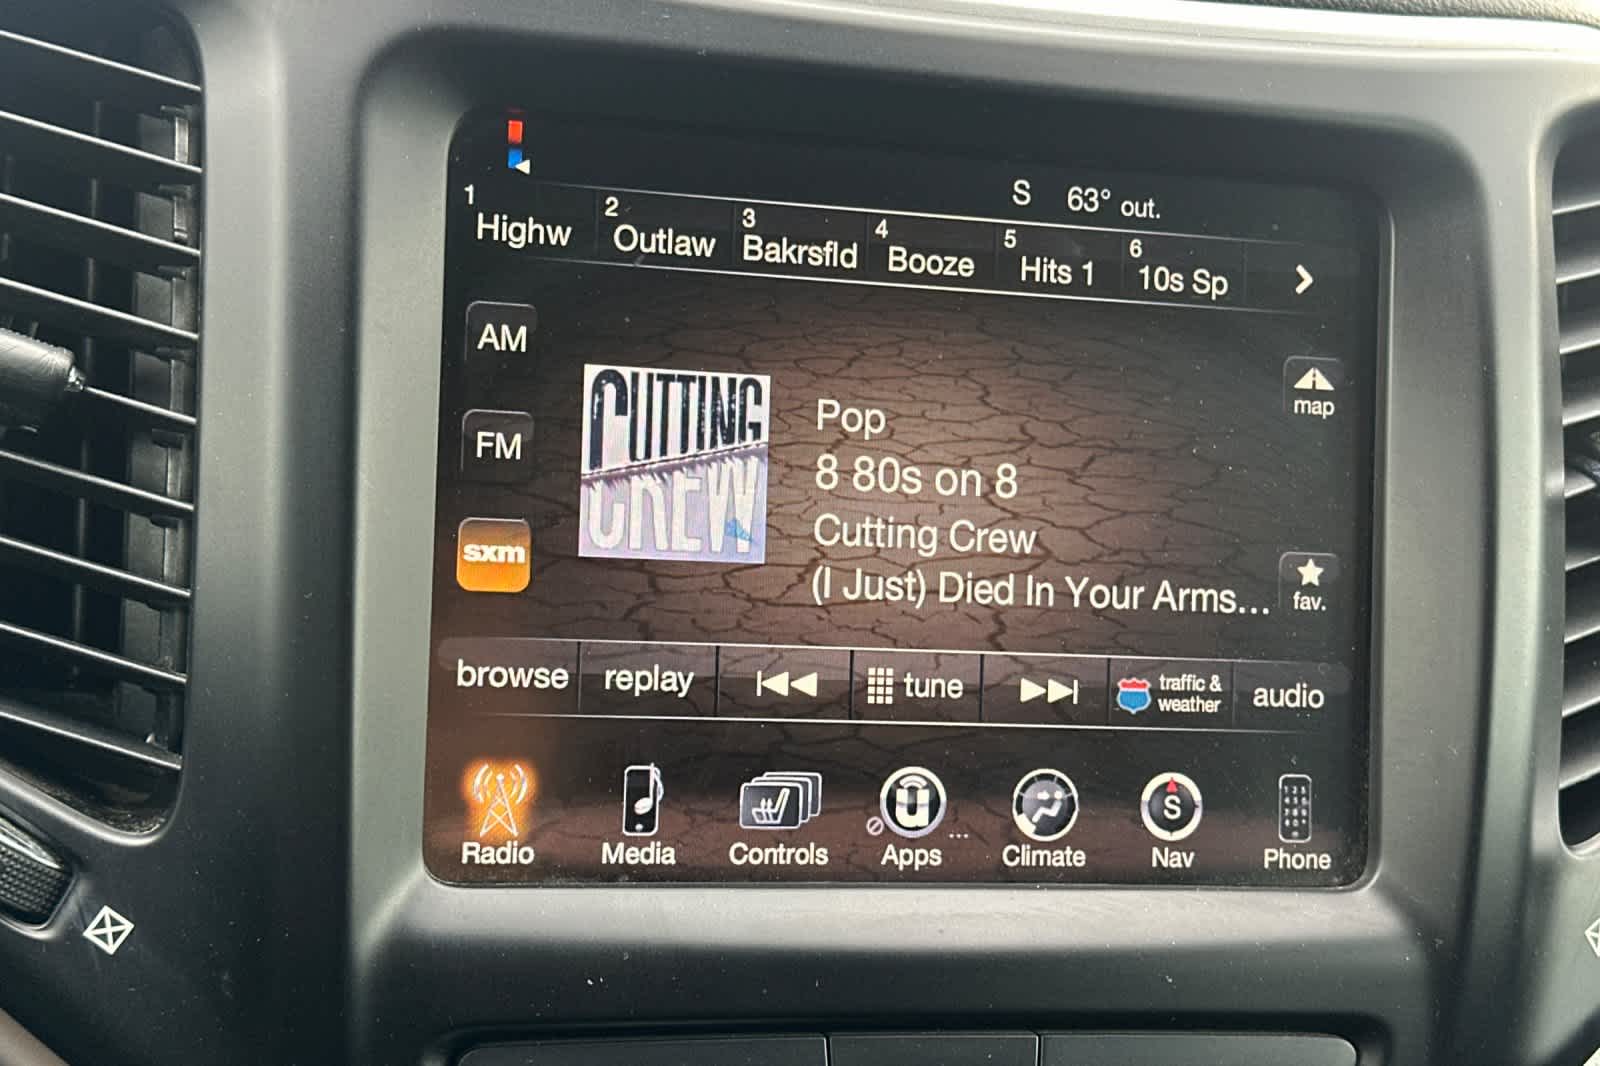 S 63° out.
1 Highw 2 Outlaw 3 Bakrsfld 4 Booze 5 Hits 1 6 10s Sp
AM
map
CUTTING
CREW
Pop
FM
8 80s on 8
Cutting Crew
sxm
(I Just) Died In Your Arms...
fav.
browse replay tune traffic & weather audio
u ... S
Radio Media Controls Apps Climate Nav Phone